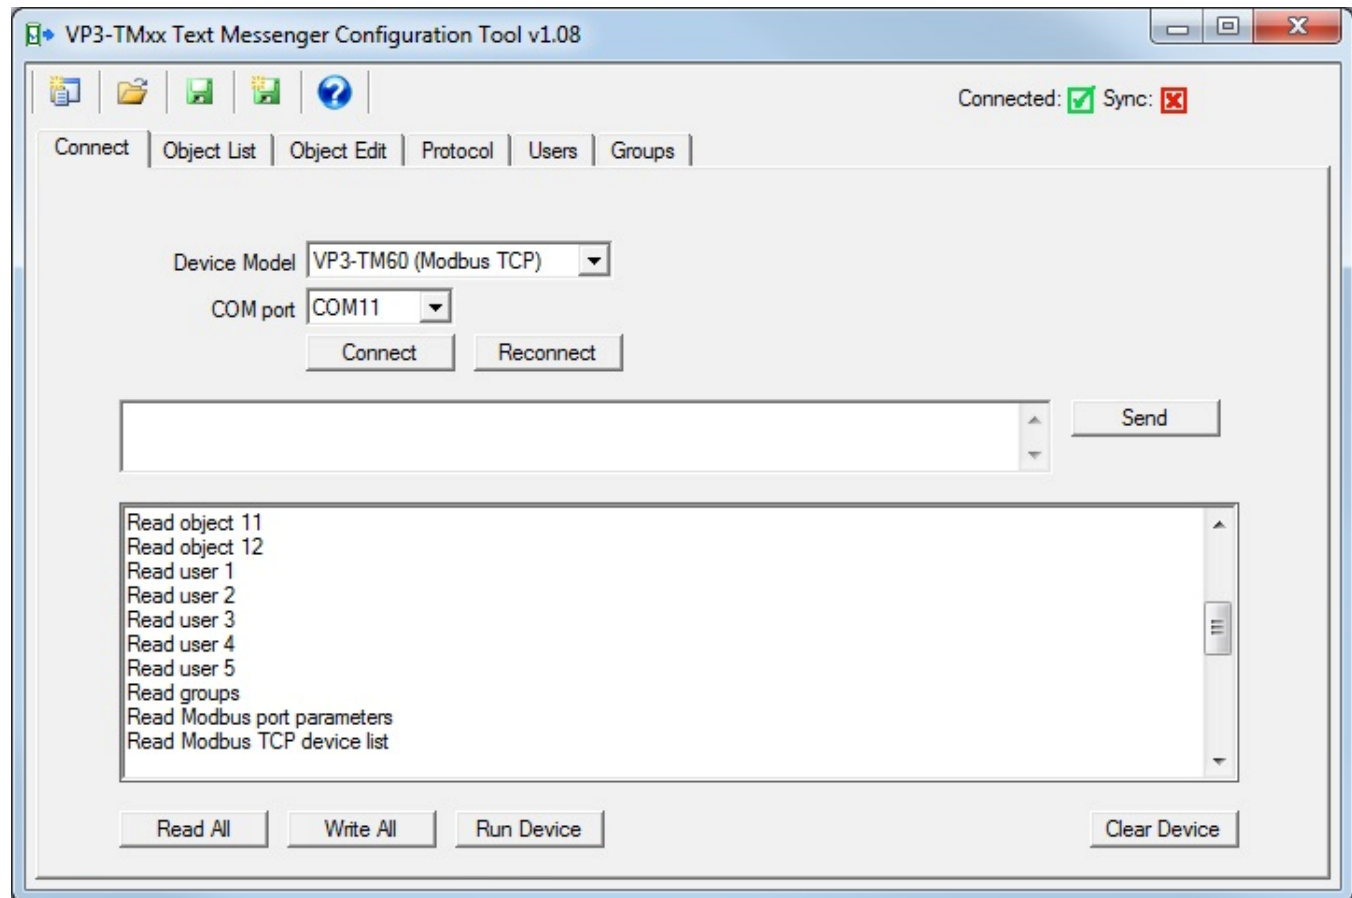 VP3-TMxx Text Messenger Configuration Tool v1.08
Connected: Sync:
Connect Object List Object Edit Protocol Users Groups
Device Model VP3-TM60 (Modbus TCP)
COM port COM11
Connect Reconnect
Send
Read object 11
Read object 12
Read user 1
Read user 2
Read user 3
Read user 4
Read user 5
Read groups
Read Modbus port parameters
Read Modbus TCP device list
Read All Write All Run Device Clear Device